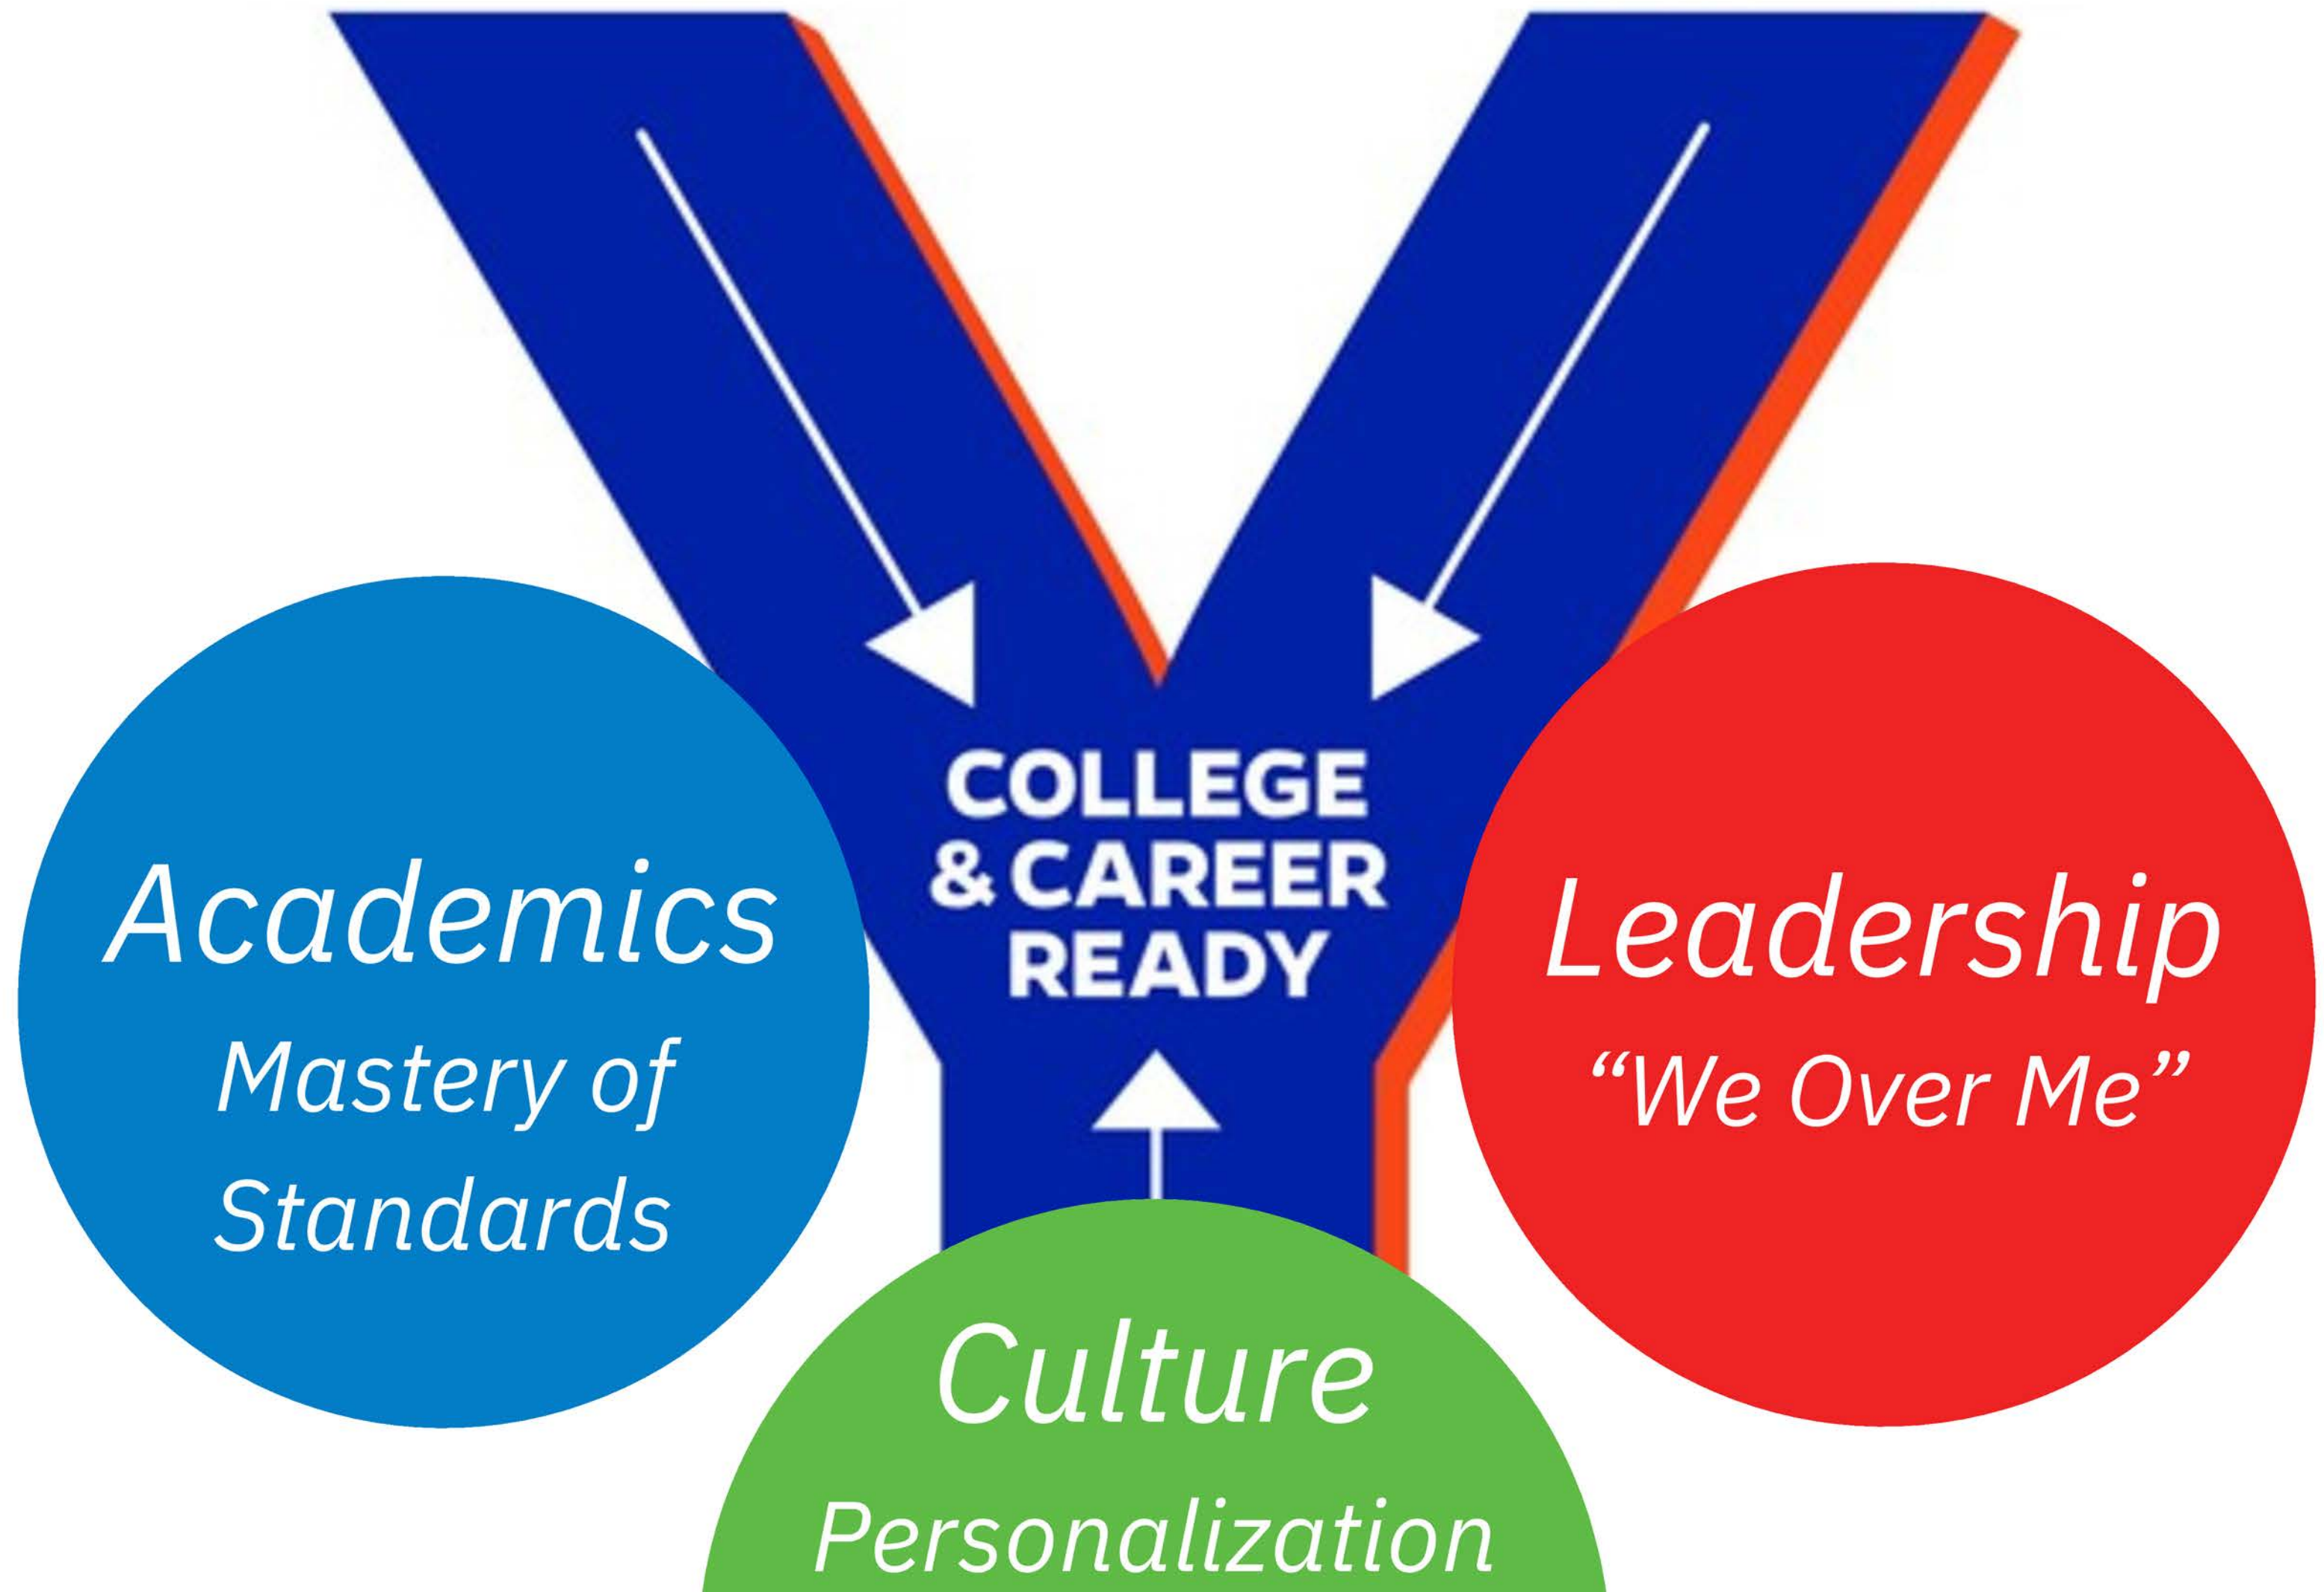 COLLEGE
& CAREER
READY
Academics
Mastery of
Standards
Leadership
“We Over Me”
Culture
Personalization